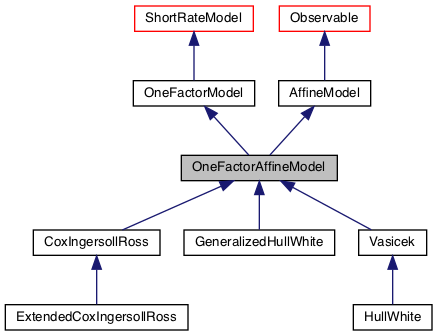 ShortRateModel
Observable
OneFactorModel
AffineModel
OneFactorAffineModel
CoxIngersollRoss
GeneralizedHullWhite
Vasicek
ExtendedCoxIngersollRoss
HullWhite